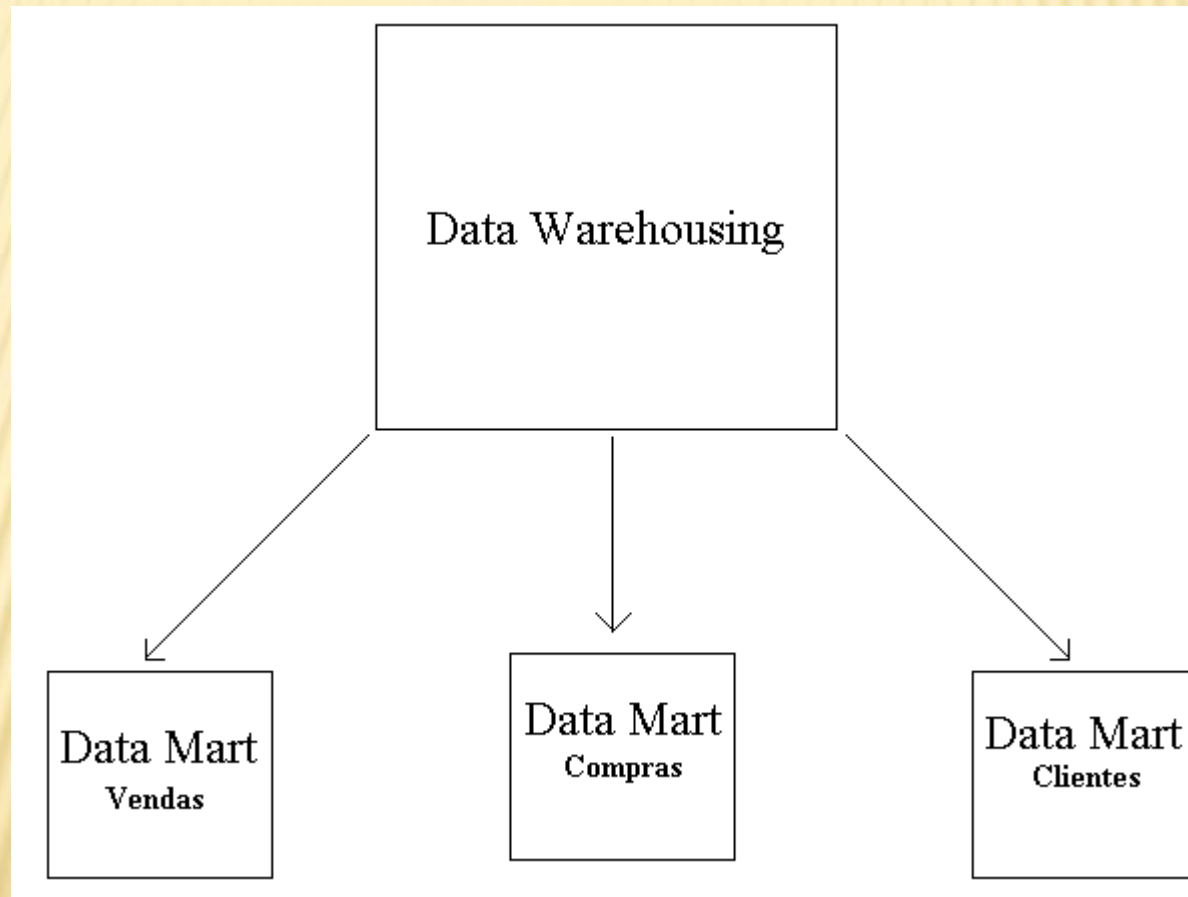 Data Warehousing
Data Mart
Vendas
Data Mart
Compras
Data Mart
Clientes